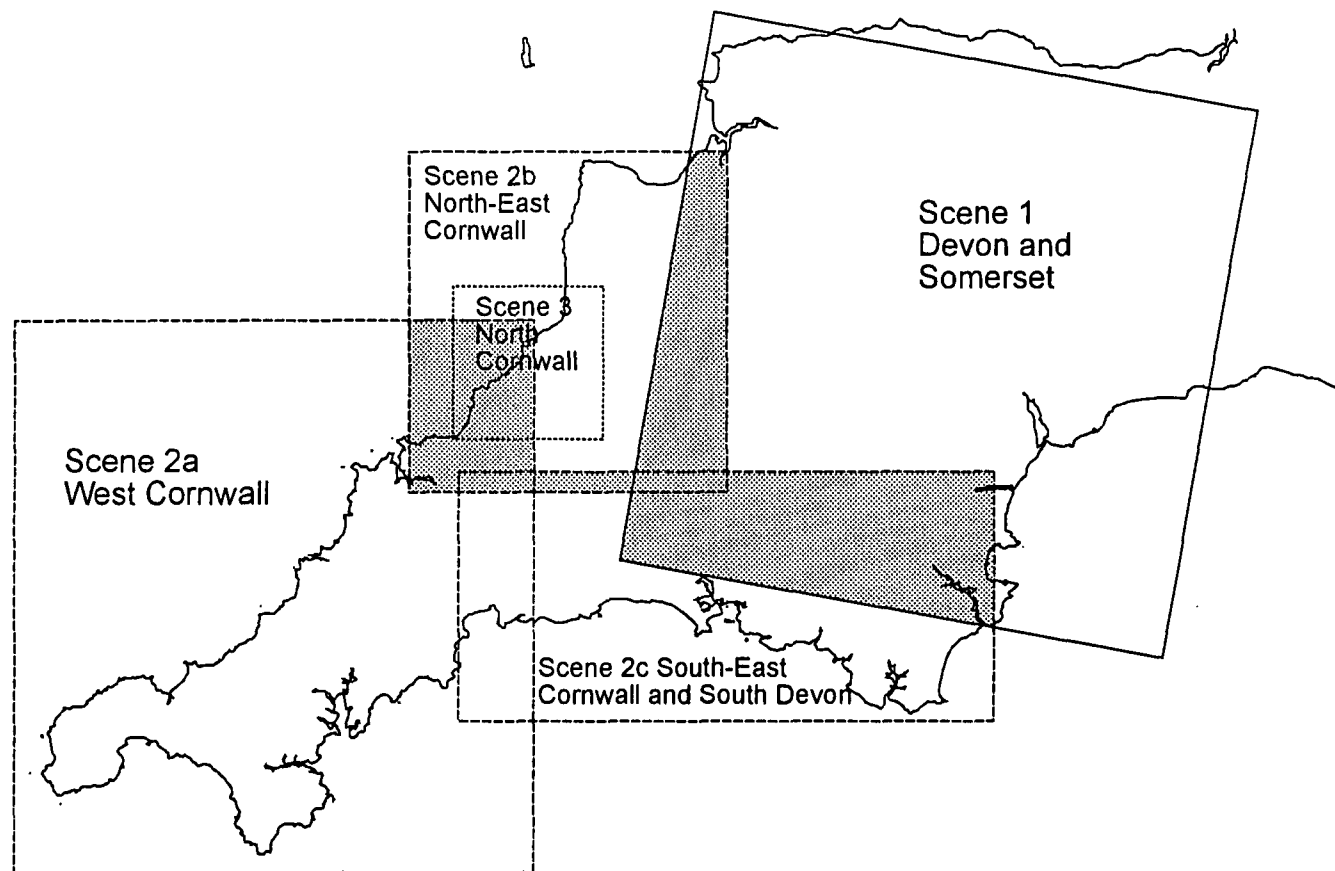 Scene 2b
North-East
Cornwall
Scene 1
Devon and
Somerset
Scene 3
North
Cornwall
Scene 2a
West Cornwall
Scene 2c South-East
Cornwall and South Devon